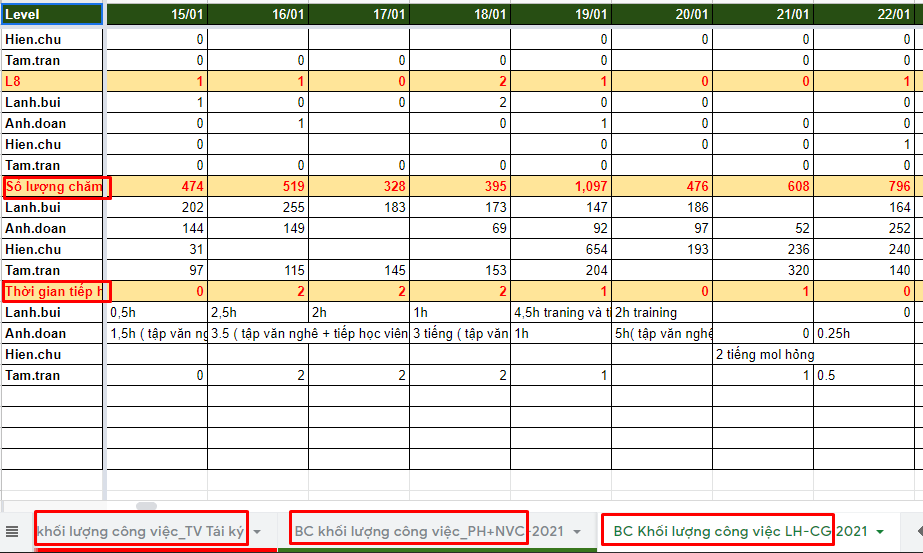 Level 15/01 16/01 17/01 18/01 19/01 20/01 21/01 22/01
Hien.chu 0 0 0 0 0
Tam.tran 0 0 0 0 0 0 0 0
L8 1 1 0 2 1 0 0 1
Lanh.bui 1 0 0 2 0 0 0
Anh.doan 0 1 0 1 0 0 0
Hien.chu 0 0 0 0 1
Tam.tran 0 0 0 0 0 0 0
Số lượng chăm 474 519 328 395 1,097 476 608 796
Lanh.bui 202 255 183 173 147 186 164
Anh.doan 144 149 69 92 97 52 252
Hien.chu 31 654 193 236 240
Tam.tran 97 115 145 153 204 320 140
Thời gian tiếp h 0 2 2 2 1 0 1 0
Lanh.bui 0,5h 2,5h 2h 1h 4,5h traning và ti 2h training 0
Anh.doan 1,5h ( tập văn ng 3.5 ( tập văn nghê + tiếp học viên 3 tiếng ( tập văn 1h 5h( tập văn nghê 0 0.25h
Hien.chu 2 tiếng mol hỏng
Tam.tran 0 2 2 2 1 1 0.5
khối lượng công việc_TV Tái ký BC khối lượng công việc_PH+NVC-2021 BC Khối lượng công việc LH-CG 2021